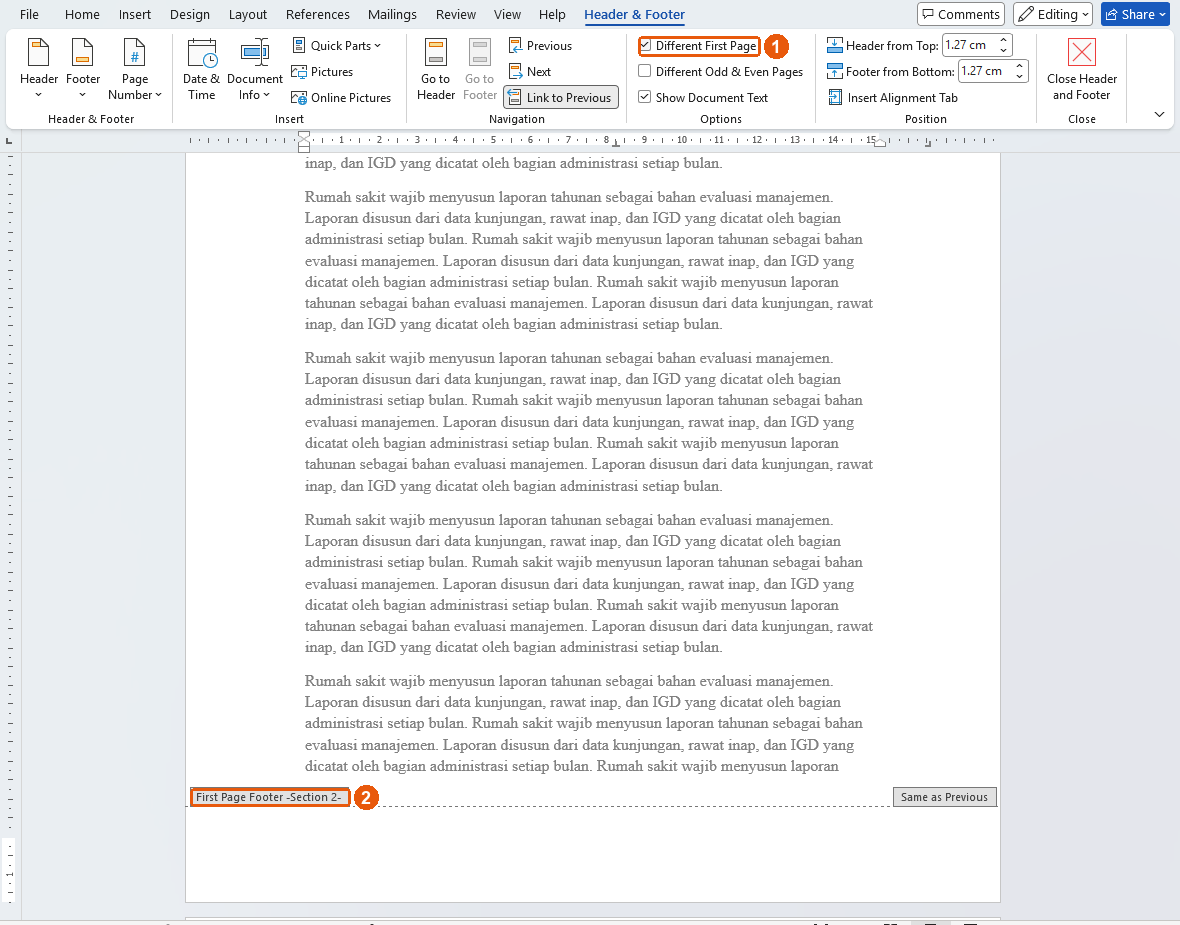 File Home Insert Design Layout References Mailings Review View Help Header & Footer Comments Editing Share
Header
Footer
Page
Number
Header & Footer
Date &
Time
Document
Info
Quick Parts
Pictures
Online Pictures
Insert
Go to
Header
Go to
Footer
Previous
Next
Link to Previous
Navigation
Different First Page 1
Different Odd & Even Pages
Show Document Text
Options
Header from Top: 1.27 cm
Footer from Bottom: 1.27 cm
Insert Alignment Tab
Position
Close Header
and Footer
Close
1 2 3 4 5 6 7 8 9 10 11 12 13 14 15
inap, dan IGD yang dicatat oleh bagian administrasi setiap bulan.
Rumah sakit wajib menyusun laporan tahunan sebagai bahan evaluasi manajemen.
Laporan disusun dari data kunjungan, rawat inap, dan IGD yang dicatat oleh bagian
administrasi setiap bulan. Rumah sakit wajib menyusun laporan tahunan sebagai bahan
evaluasi manajemen. Laporan disusun dari data kunjungan, rawat inap, dan IGD yang
dicatat oleh bagian administrasi setiap bulan. Rumah sakit wajib menyusun laporan
tahunan sebagai bahan evaluasi manajemen. Laporan disusun dari data kunjungan, rawat
inap, dan IGD yang dicatat oleh bagian administrasi setiap bulan.
Rumah sakit wajib menyusun laporan tahunan sebagai bahan evaluasi manajemen.
Laporan disusun dari data kunjungan, rawat inap, dan IGD yang dicatat oleh bagian
administrasi setiap bulan. Rumah sakit wajib menyusun laporan tahunan sebagai bahan
evaluasi manajemen. Laporan disusun dari data kunjungan, rawat inap, dan IGD yang
dicatat oleh bagian administrasi setiap bulan. Rumah sakit wajib menyusun laporan
tahunan sebagai bahan evaluasi manajemen. Laporan disusun dari data kunjungan, rawat
inap, dan IGD yang dicatat oleh bagian administrasi setiap bulan.
Rumah sakit wajib menyusun laporan tahunan sebagai bahan evaluasi manajemen.
Laporan disusun dari data kunjungan, rawat inap, dan IGD yang dicatat oleh bagian
administrasi setiap bulan. Rumah sakit wajib menyusun laporan tahunan sebagai bahan
evaluasi manajemen. Laporan disusun dari data kunjungan, rawat inap, dan IGD yang
dicatat oleh bagian administrasi setiap bulan. Rumah sakit wajib menyusun laporan
tahunan sebagai bahan evaluasi manajemen. Laporan disusun dari data kunjungan, rawat
inap, dan IGD yang dicatat oleh bagian administrasi setiap bulan.
Rumah sakit wajib menyusun laporan tahunan sebagai bahan evaluasi manajemen.
Laporan disusun dari data kunjungan, rawat inap, dan IGD yang dicatat oleh bagian
administrasi setiap bulan. Rumah sakit wajib menyusun laporan tahunan sebagai bahan
evaluasi manajemen. Laporan disusun dari data kunjungan, rawat inap, dan IGD yang
dicatat oleh bagian administrasi setiap bulan. Rumah sakit wajib menyusun laporan
First Page Footer -Section 2- 2 Same as Previous
1